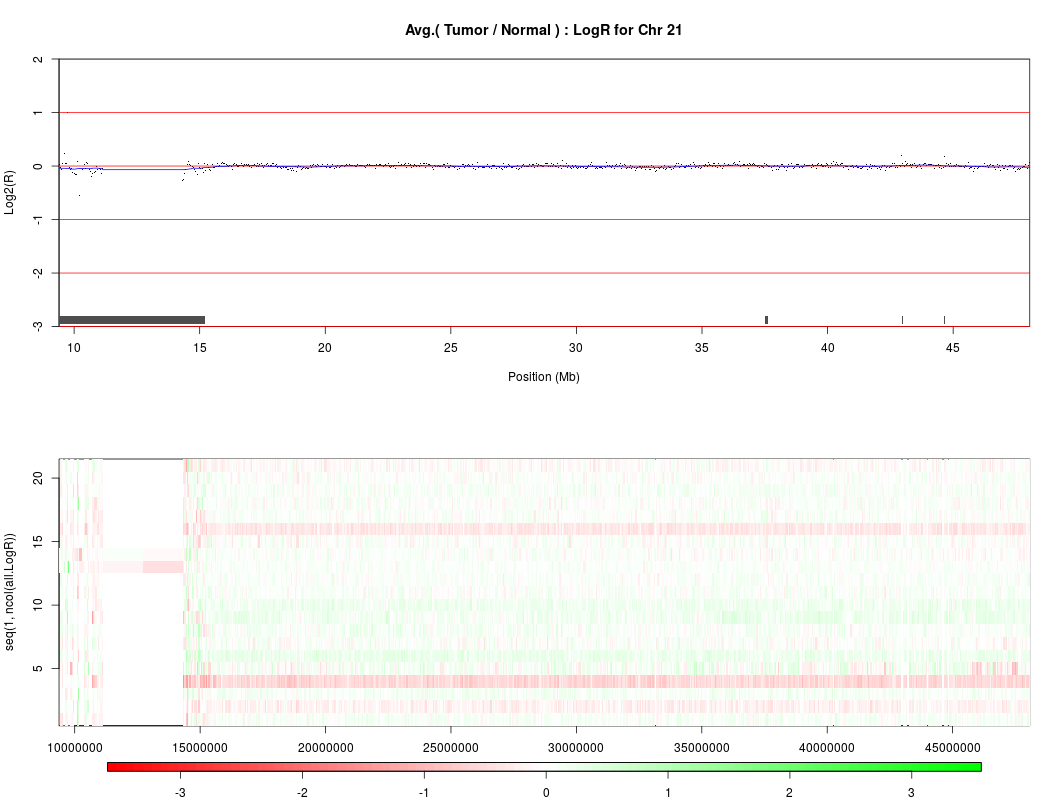 Avg.( Tumor / Normal ) : LogR for Chr 21
Log2(R)
2
1
0
-1
-2
-3
10 15 20 25 30 35 40 45
Position (Mb)
seq(1, ncol(all.LogR))
20
15
10
5
10000000 15000000 20000000 25000000 30000000 35000000 40000000 45000000
-3 -2 -1 0 1 2 3